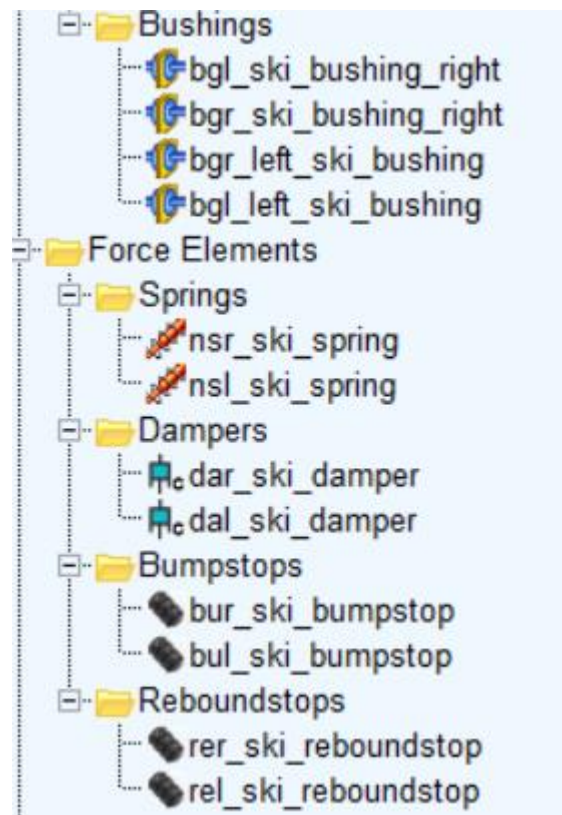 Bushings
bgl_ski_bushing_right
bgr_ski_bushing_right
bgr_left_ski_bushing
bgl_left_ski_bushing
Force Elements
Springs
nsr_ski_spring
nsl_ski_spring
Dampers
dar_ski_damper
dal_ski_damper
Bumpstops
bur_ski_bumpstop
bul_ski_bumpstop
Reboundstops
rer_ski_reboundstop
rel_ski_reboundstop